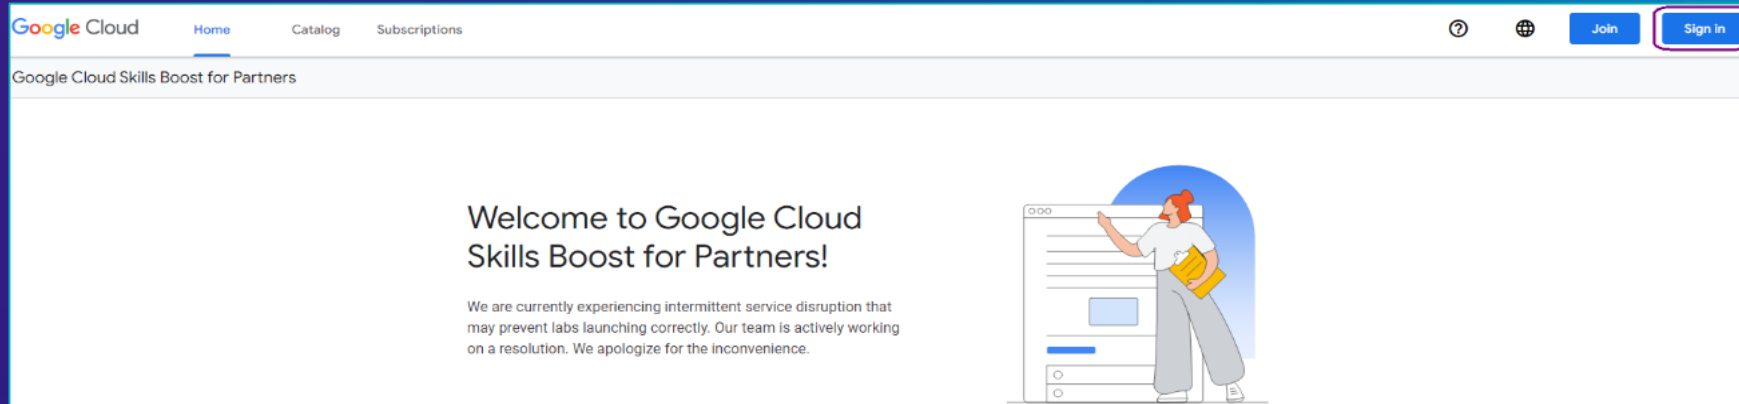 Google Cloud Home Catalog Subscriptions Join Sign in
Google Cloud Skills Boost for Partners
Welcome to Google Cloud
Skills Boost for Partners!
We are currently experiencing intermittent service disruption that
may prevent labs launching correctly. Our team is actively working
on a resolution. We apologize for the inconvenience.